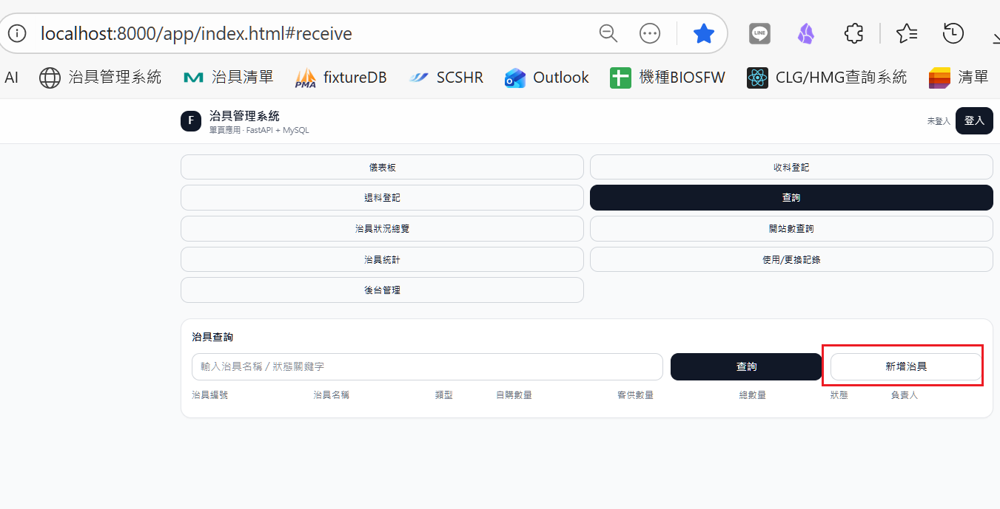 localhost:8000/app/index.html#receive
LINE
AI 治具管理系統 治具清單 PMA fixtureDB SCSHR Outlook 機種BIOSFW CLG/HMG查詢系統 清單
F 治具管理系統 未登入 登入
單頁應用 · FastAPI + MySQL
儀表板 收料登記
退料登記 查詢
治具狀況總覽 開站數查詢
治具統計 使用/更換記錄
後台管理
治具查詢
輸入治具名稱 / 狀態關鍵字 查詢 新增治具
治具編號 治具名稱 類型 自購數量 客供數量 總數量 狀態 負責人